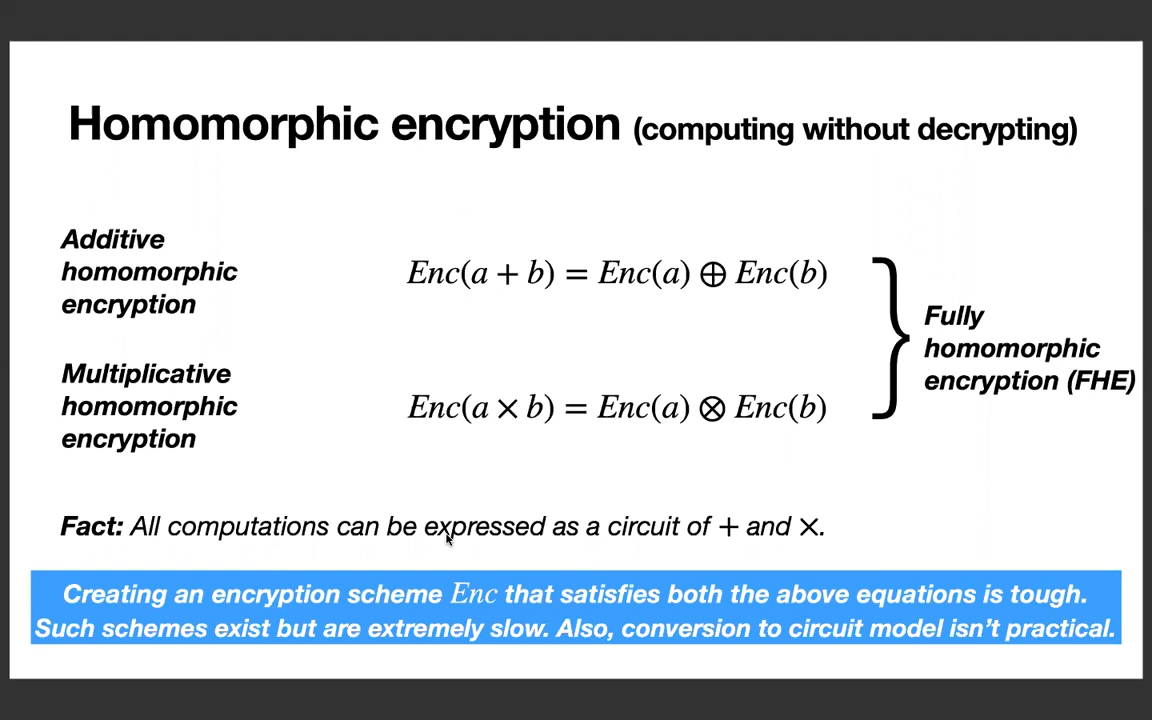 Homomorphic encryption (computing without decrypting)
Additive
homomorphic
encryption
Enc(a + b) = Enc(a) ⊕ Enc(b)
Multiplicative
homomorphic
encryption
Enc(a × b) = Enc(a) ⊗ Enc(b)
Fully
homomorphic
encryption (FHE)
Fact: All computations can be expressed as a circuit of + and ×.
Creating an encryption scheme Enc that satisfies both the above equations is tough.
Such schemes exist but are extremely slow. Also, conversion to circuit model isn’t practical.